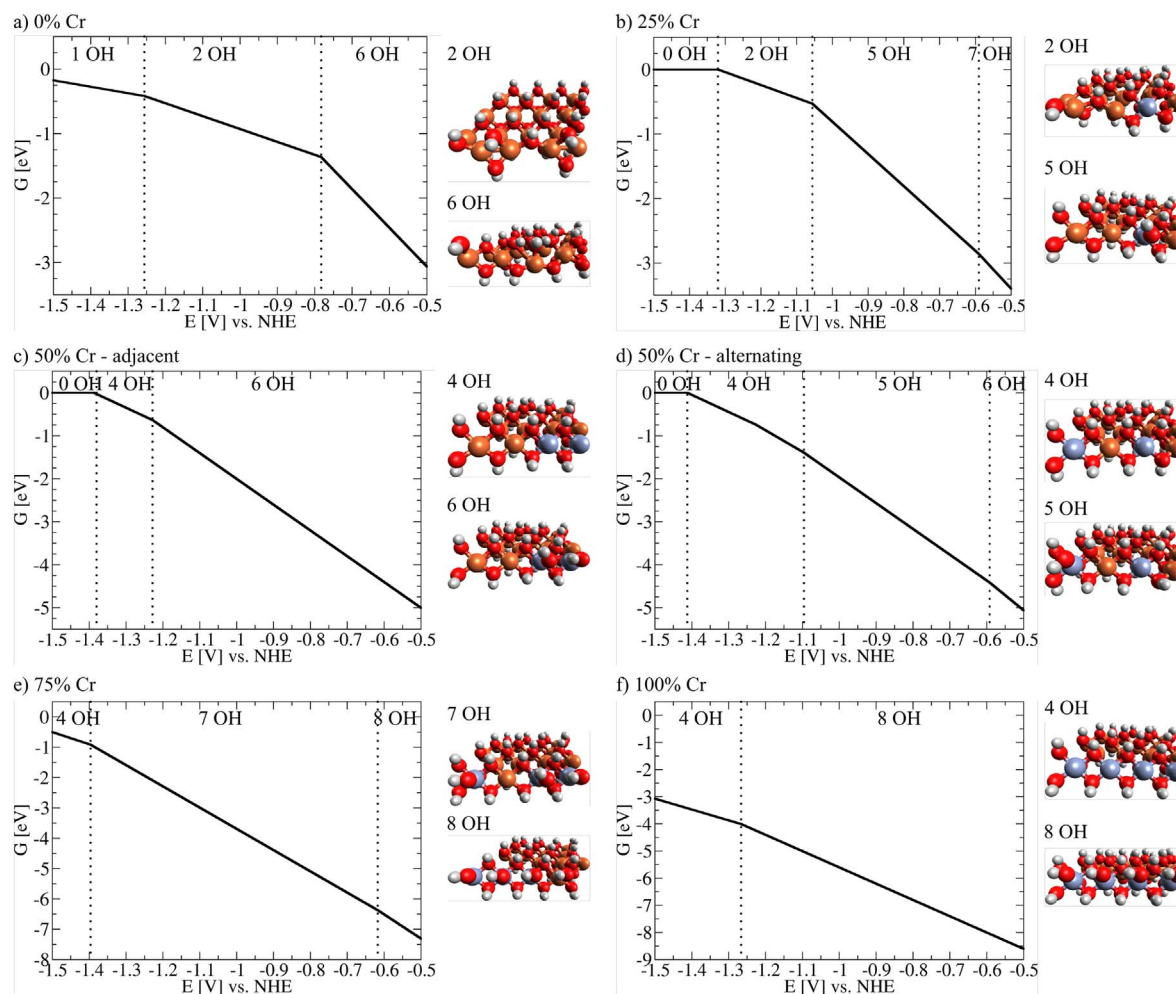 a) 0% Cr
1 OH 2 OH 6 OH
0
-1
-2
-3
G [eV]
-1.5 -1.4 -1.3 -1.2 -1.1 -1 -0.9 -0.8 -0.7 -0.6 -0.5
E [V] vs. NHE
2 OH
6 OH
b) 25% Cr
0 OH 2 OH 5 OH 7 OH
0
-1
-2
-3
G [eV]
-1.5 -1.4 -1.3 -1.2 -1.1 -1 -0.9 -0.8 -0.7 -0.6 -0.5
E [V] vs. NHE
2 OH
5 OH
c) 50% Cr - adjacent
0 OH 4 OH 6 OH
0
-1
-2
-3
-4
-5
G [eV]
-1.5 -1.4 -1.3 -1.2 -1.1 -1 -0.9 -0.8 -0.7 -0.6 -0.5
E [V] vs. NHE
4 OH
6 OH
d) 50% Cr - alternating
0 OH 4 OH 5 OH 6 OH
0
-1
-2
-3
-4
-5
G [eV]
-1.5 -1.4 -1.3 -1.2 -1.1 -1 -0.9 -0.8 -0.7 -0.6 -0.5
E [V] vs. NHE
4 OH
5 OH
e) 75% Cr
4 OH 7 OH 8 OH
0
-1
-2
-3
-4
-5
-6
-7
-8
G [eV]
-1.5 -1.4 -1.3 -1.2 -1.1 -1 -0.9 -0.8 -0.7 -0.6 -0.5
E [V] vs. NHE
7 OH
8 OH
f) 100% Cr
4 OH 8 OH
0
-1
-2
-3
-4
-5
-6
-7
-8
-9
G [eV]
-1.5 -1.4 -1.3 -1.2 -1.1 -1 -0.9 -0.8 -0.7 -0.6 -0.5
E [V] vs. NHE
4 OH
8 OH